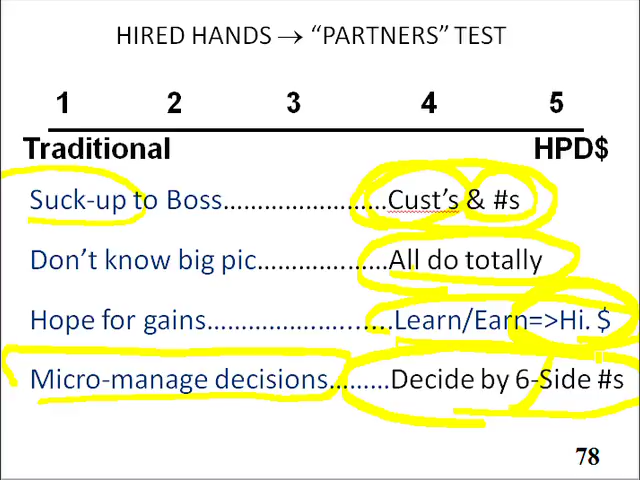 HIRED HANDS → “PARTNERS” TEST
1 2 3 4 5
Traditional HPD$
Suck-up to Boss......................Cust’s & #s
Don’t know big pic......................All do totally
Hope for gains..............................Learn/Earn=>Hi. $
Micro-manage decisions.........Decide by 6-Side #s
78